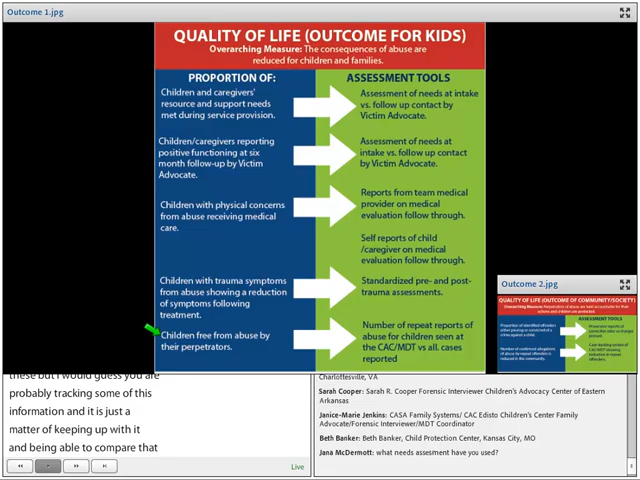 Outcome 1.jpg
QUALITY OF LIFE (OUTCOME FOR KIDS)
Overarching Measure: The consequences of abuse are
reduced for children and families.
PROPORTION OF:
ASSESSMENT TOOLS
Children and caregivers'
resource and support needs
met during service provision.
Assessment of needs at intake
vs. follow up contact by
Victim Advocate.
Children/caregivers reporting
positive functioning at six
month follow-up by Victim
Advocate.
Assessment of needs at
intake vs. follow up contact
by Victim Advocate.
Children with physical concerns
from abuse receiving medical
care.
Reports from team medical
provider on medical
evaluation follow through.
Self reports of child
/caregiver on medical
evaluation follow through.
Children with trauma symptoms
from abuse showing a reduction
of symptoms following
treatment.
Standardized pre- and post-
trauma assessments.
Children free from abuse by
their perpetrators.
Number of repeat reports of
abuse for children seen at
the CAC/MDT vs. all. cases
reported
Outcome 2.jpg
QUALITY OF LIFE (OUTCOME OF COMMUNITY/SOCIETY)
ASSESSMENT TOOLS
these but I would guess you are
probably tracking some of this
information and it is just a
matter of keeping up with it
and being able to compare that
Live
Charlottesville, VA
Sarah Cooper: Sarah R. Cooper Forensic Interviewer Children's Advocacy Center of Eastern
Arkansas
Janice-Marie Jenkins: CASA Family Systems/ CAC Edisto Children's Center Family
Advocate/Forensic Interviewer/MDT Coordinator
Beth Banker: Beth Banker, Child Protection Center, Kansas City, MO
Jana McDermott: what needs assesment have you used?